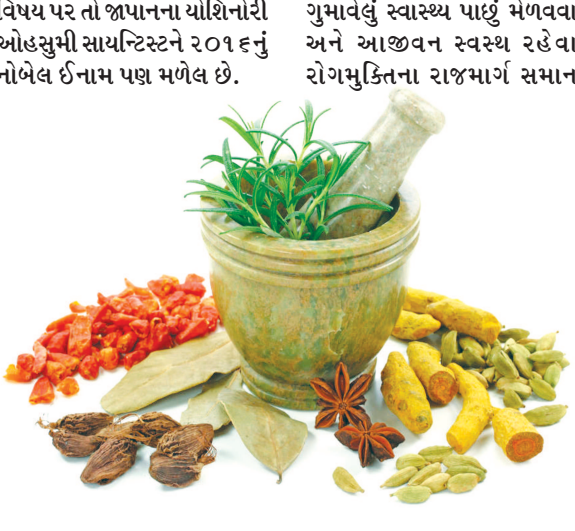 વિષય પર તો જાપાનના યોશિનોરી
ઓહસુમી સાયન્ટિસ્ટને ૨૦૧૬નું
નોબેલ ઈનામ પણ મળેલ છે.
ગુમાવેલું સ્વાસ્થ્ય પાછું મેળવવા
અને આજીવન સ્વસ્થ રહેવા
રોગમુક્તિના રાજમાર્ગ સમાન